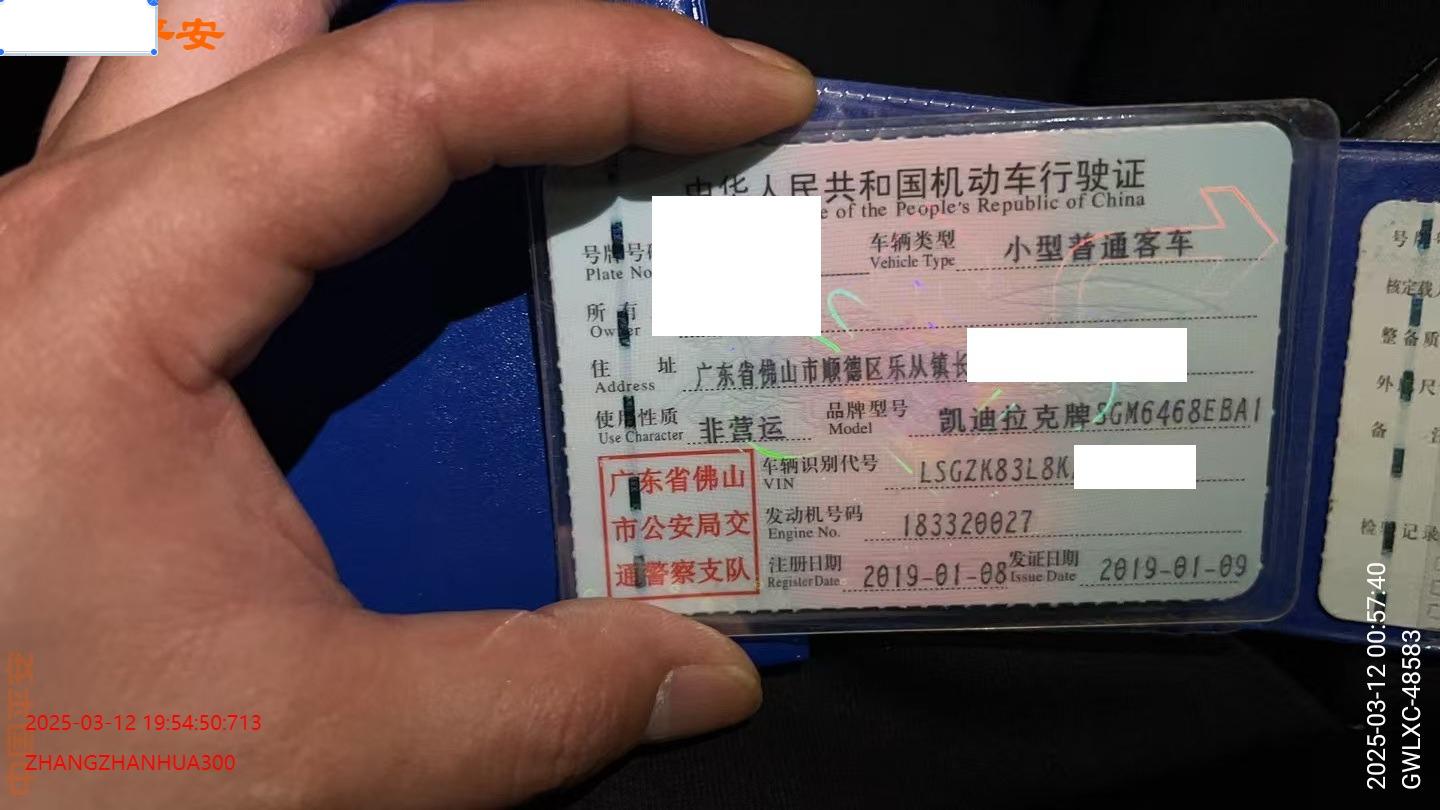 安
中华人民共和国机动车行驶证
e of the People's Republic of China
号牌号码
Plate No
车辆类型
Vehicle Type
小型普通客车
所 有
Owner
住 址
Address
广东省佛山市顺德区乐从镇长
使用性质
Use Character
非营运
品牌型号
Model
凯迪拉克牌SGM6468EBA1
广东省佛山
市公安局交
通警察支队
车辆识别代号
VIN
LSGZK83L8K
发动机号码
Engine No.
183320027
注册日期
Register Date
2019-01-08
发证日期
Issue Date
2019-01-09
号牌
核定载人
整备质
外廓尺
备 注
检验记录
中国平安
2025-03-12 19:54:50:713
ZHANGZHANHUA300
2025-03-12 00:57:40
GWLXC-48583